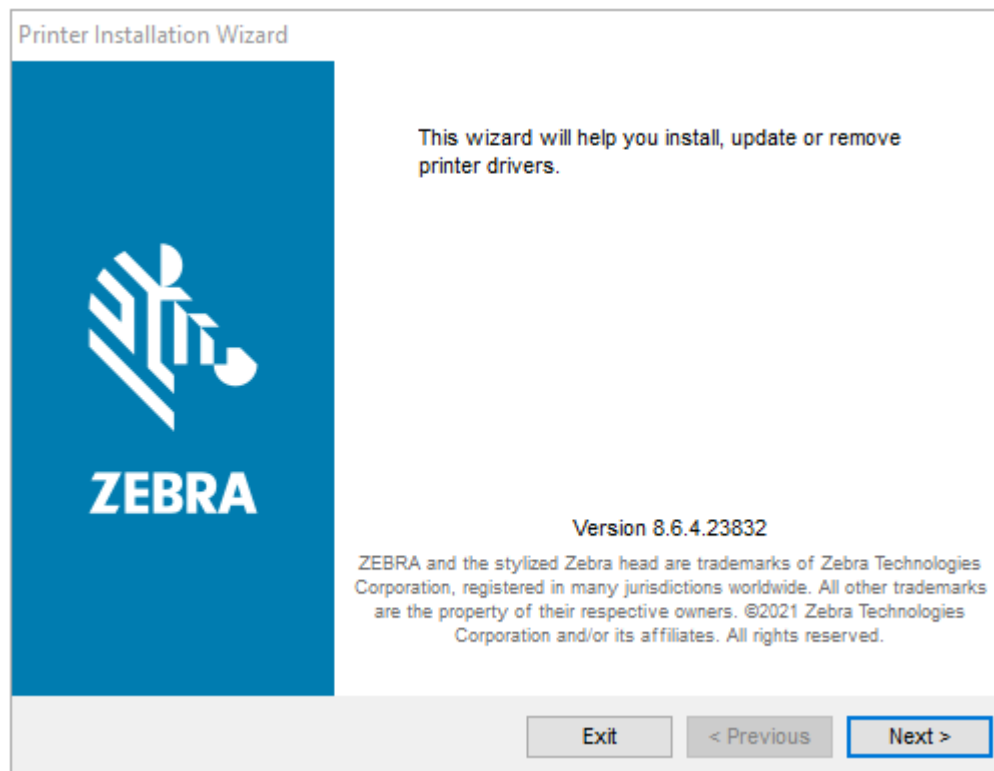 Printer Installation Wizard
This wizard will help you install, update or remove
printer drivers.
ZEBRA
Version 8.6.4.23832
ZEBRA and the stylized Zebra head are trademarks of Zebra Technologies
Corporation, registered in many jurisdictions worldwide. All other trademarks
are the property of their respective owners. ©2021 Zebra Technologies
Corporation and/or its affiliates. All rights reserved.
Exit
< Previous
Next >